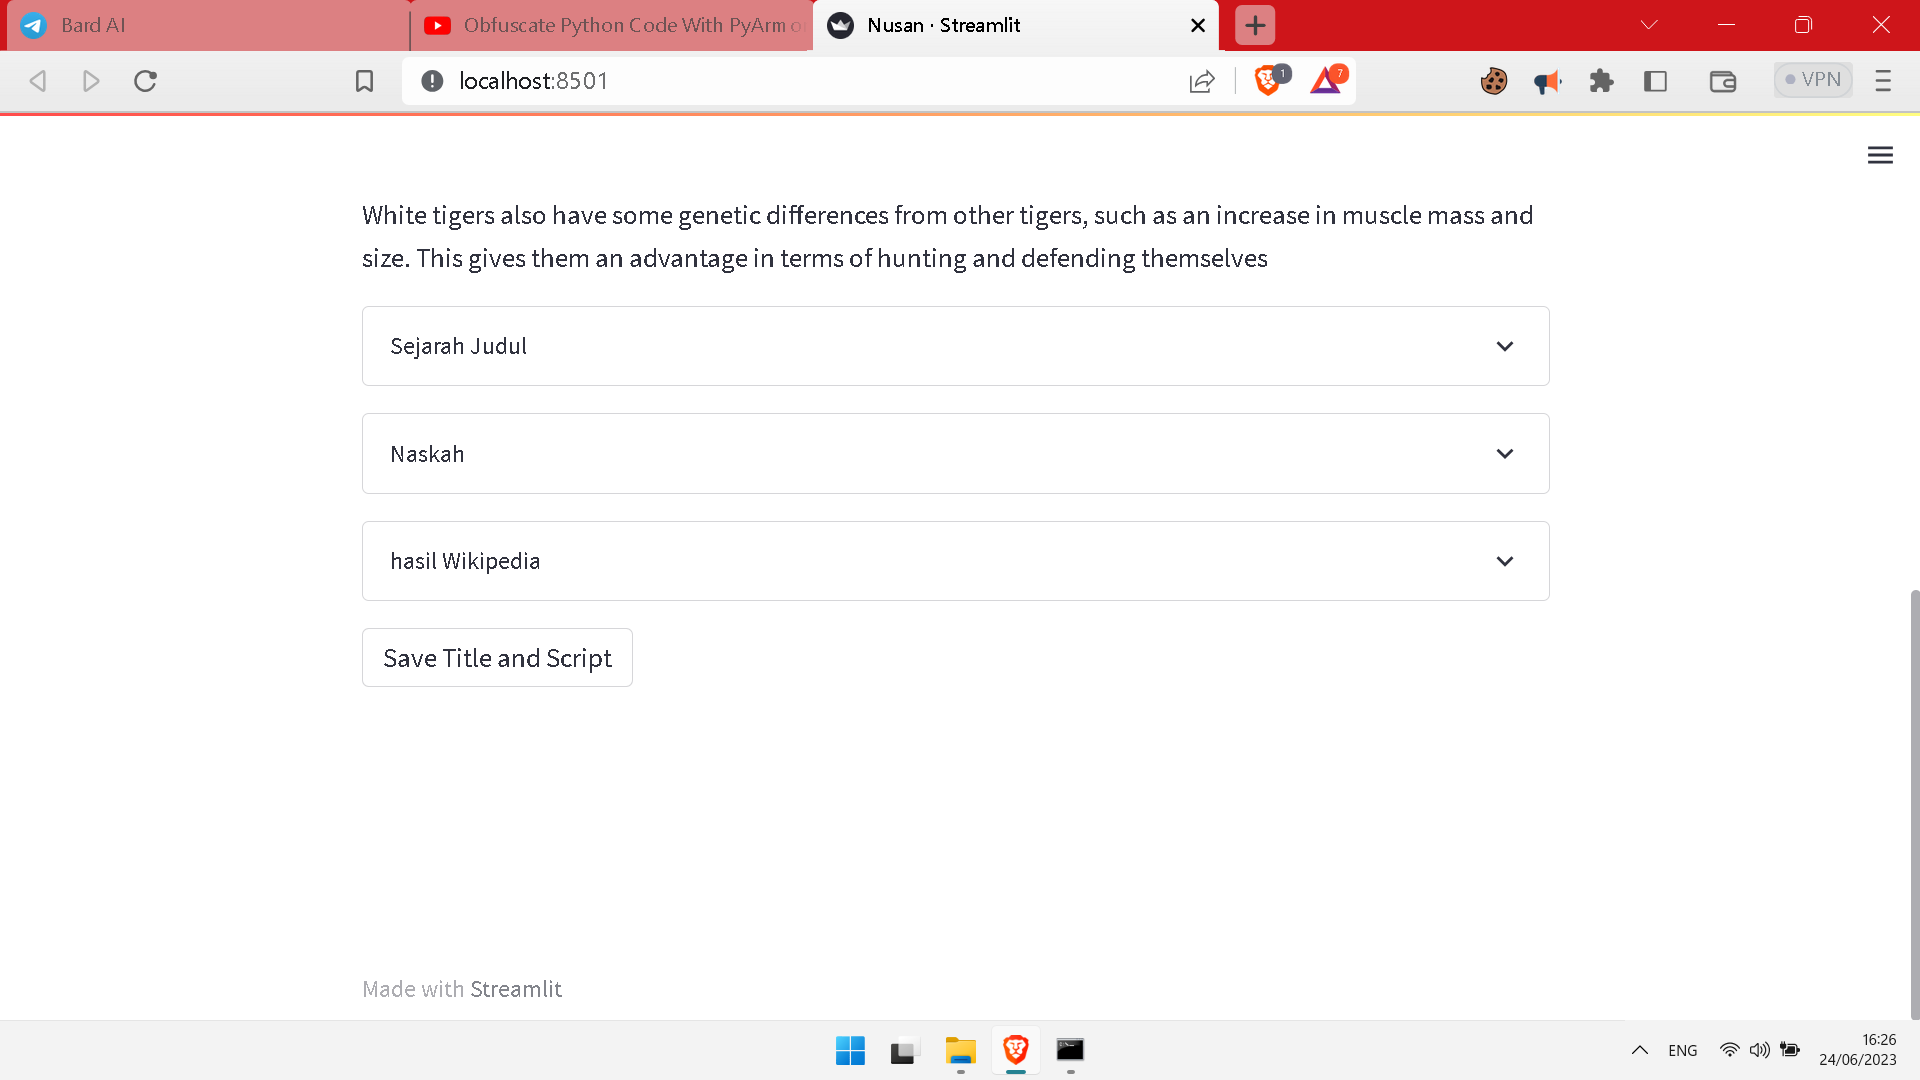 Bard AI
Obfuscate Python Code With PyArm
Nusan · Streamlit
localhost:8501
1
7
VPN
White tigers also have some genetic differences from other tigers, such as an increase in muscle mass and
size. This gives them an advantage in terms of hunting and defending themselves
Sejarah Judul
Naskah
hasil Wikipedia
Save Title and Script
Made with Streamlit
ENG
16:26
24/06/2023